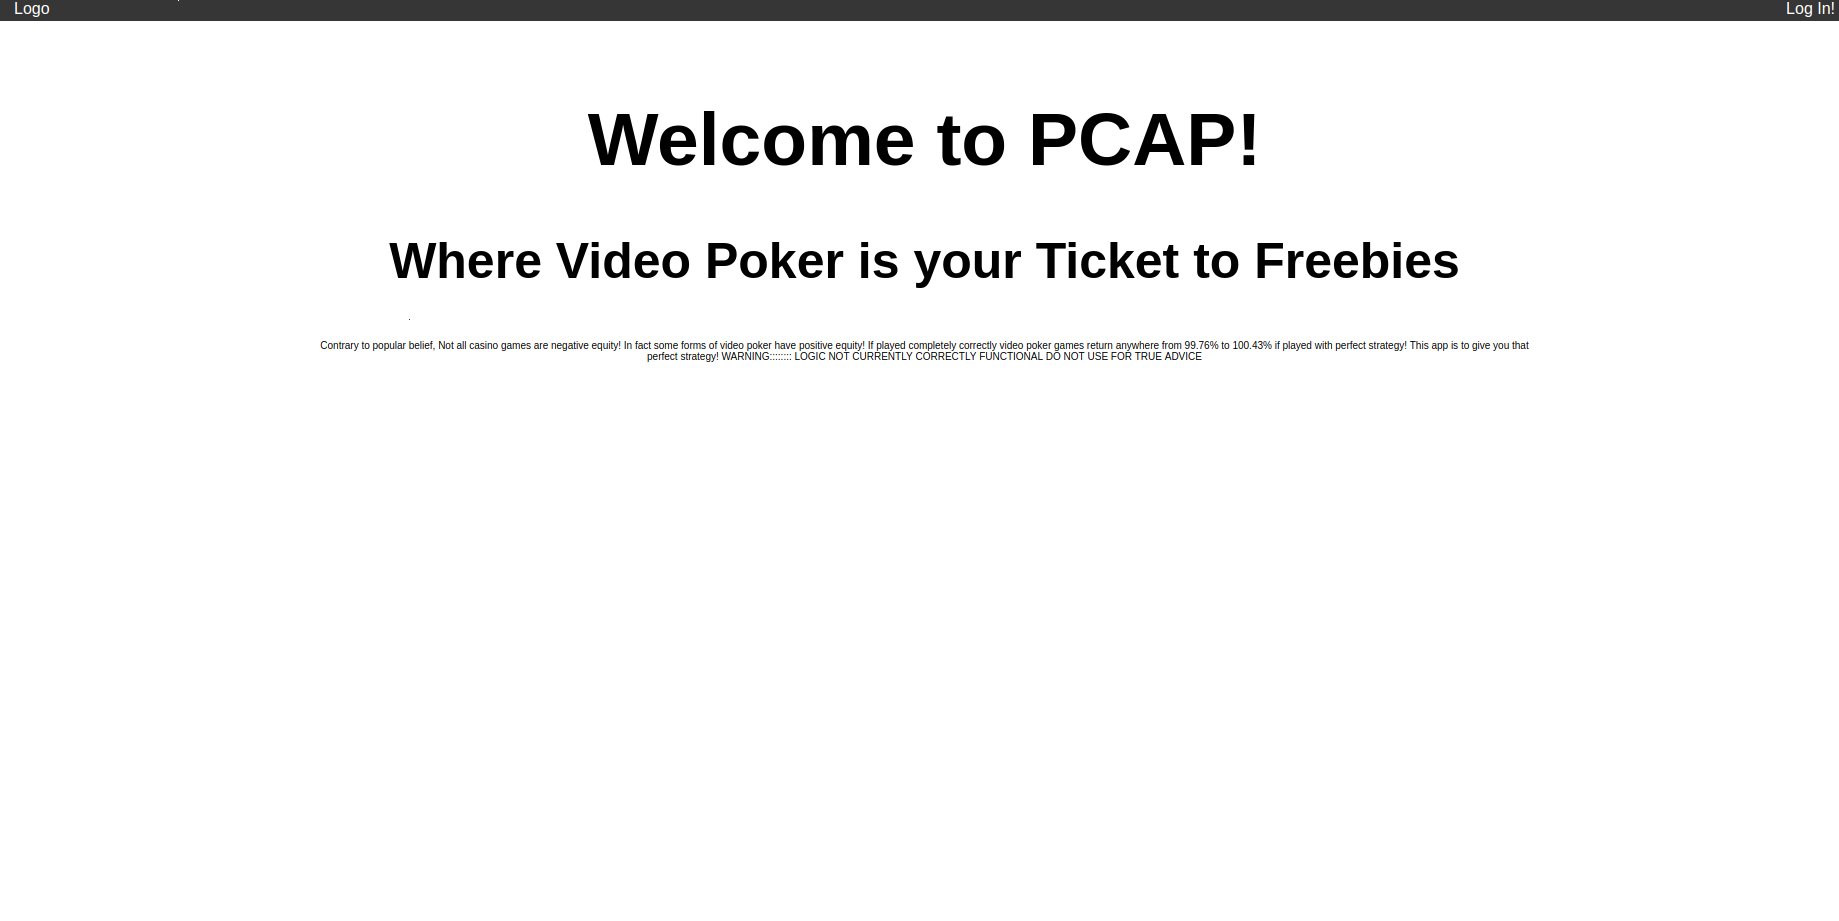 Logo
Log In!
Welcome to PCAP!
Where Video Poker is your Ticket to Freebies
Contrary to popular belief, Not all casino games are negative equity! In fact some forms of video poker have positive equity! If played completely correctly video poker games return anywhere from 99.76% to 100.43% if played with perfect strategy! This app is to give you that
perfect strategy! WARNING:::::::: LOGIC NOT CURRENTLY CORRECTLY FUNCTIONAL DO NOT USE FOR TRUE ADVICE